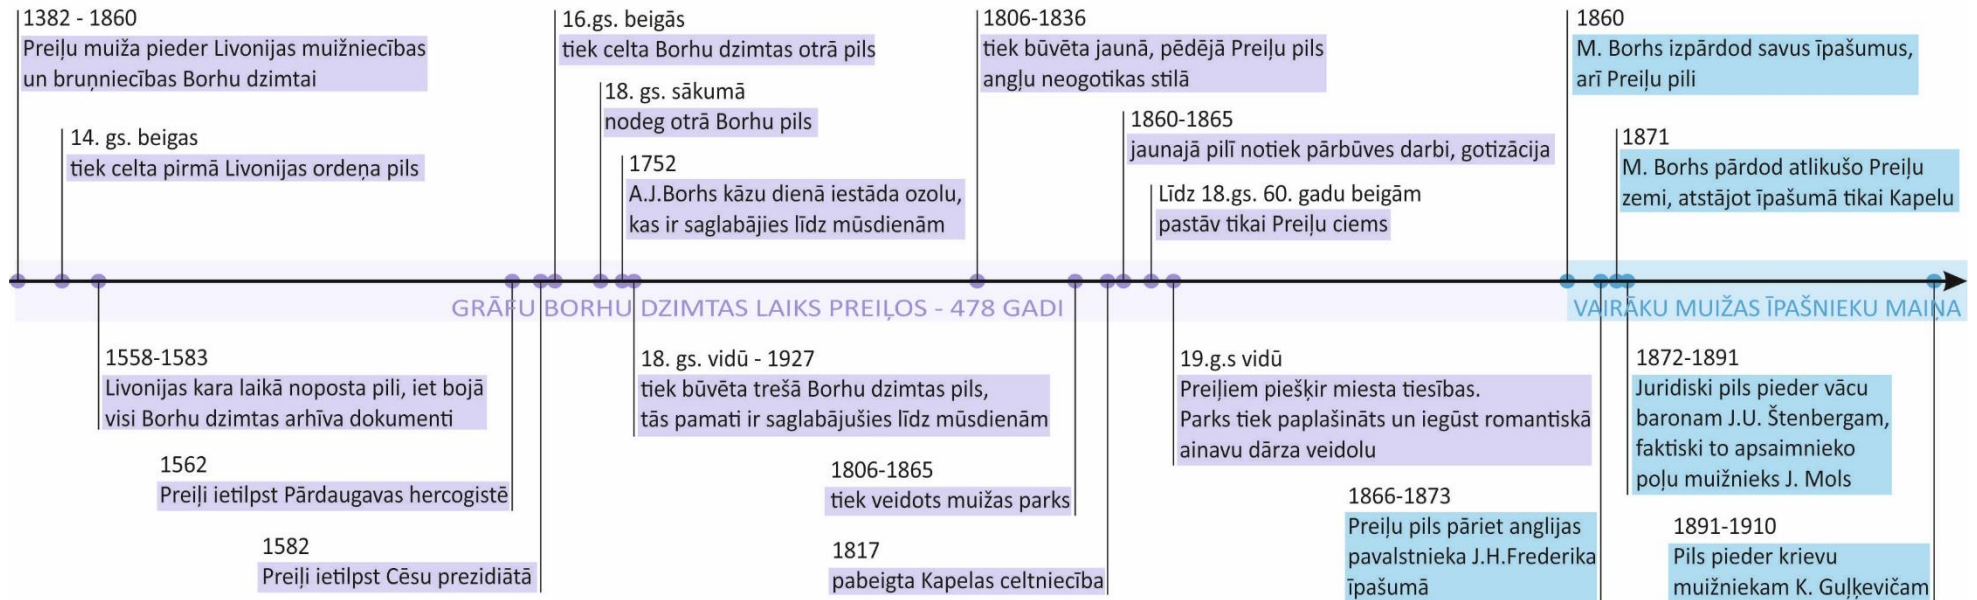 1382 - 1860
Preiļu muiža pieder Livonijas muižniecības
un bruņniecības Borhu dzimtai
14. gs. beigas
tiek celta pirmā Livonijas ordeņa pils
16.gs. beigās
tiek celta Borhu dzimtas otrā pils
18. gs. sākumā
nodeg otrā Borhu pils
1752
A.J.Borhs kāzu dienā iestāda ozolu,
kas ir saglabājies līdz mūsdienām
1806-1836
tiek būvēta jaunā, pēdējā Preiļu pils
angļu neogotikas stilā
1860-1865
jaunajā pilī notiek pārbūves darbi, gotizācija
Līdz 18.gs. 60. gadu beigām
pastāv tikai Preiļu ciems
1860
M. Borhs izpārdod savus īpašumus,
arī Preiļu pili
1871
M. Borhs pārdod atlikušo Preiļu
zemi, atstājot īpašumā tikai Kapelu
GRĀFU BORHU DZIMTAS LAIKS PREIĻOS - 478 GADI
VAIRĀKU MUIŽAS ĪPAŠNIEKU MAIŅA
1558-1583
Livonijas kara laikā noposta pili, iet bojā
visi Borhu dzimtas arhīva dokumenti
1562
Preiļi ietilpst Pārdaugavas hercogistē
1582
Preiļi ietilpst Cēsu prezidiātā
18. gs. vidū - 1927
tiek būvēta trešā Borhu dzimtas pils,
tās pamati ir saglabājušies līdz mūsdienām
1806-1865
tiek veidots muižas parks
1817
pabeigta Kapelas celtniecība
19.g.s vidū
Preiļiem piešķir miesta tiesības.
Parks tiek paplašināts un iegūst romantiskā
ainavu dārza veidolu
1866-1873
Preiļu pils pāriet anglijas
pavalstnieka J.H.Frederika
īpašumā
1872-1891
Juridiski pils pieder vācu
baronam J.U. Štenbergam,
faktiski to apsaimnieko
poļu muižnieks J. Mols
1891-1910
Pils pieder krievu
muižniekam K. Guļķevičam